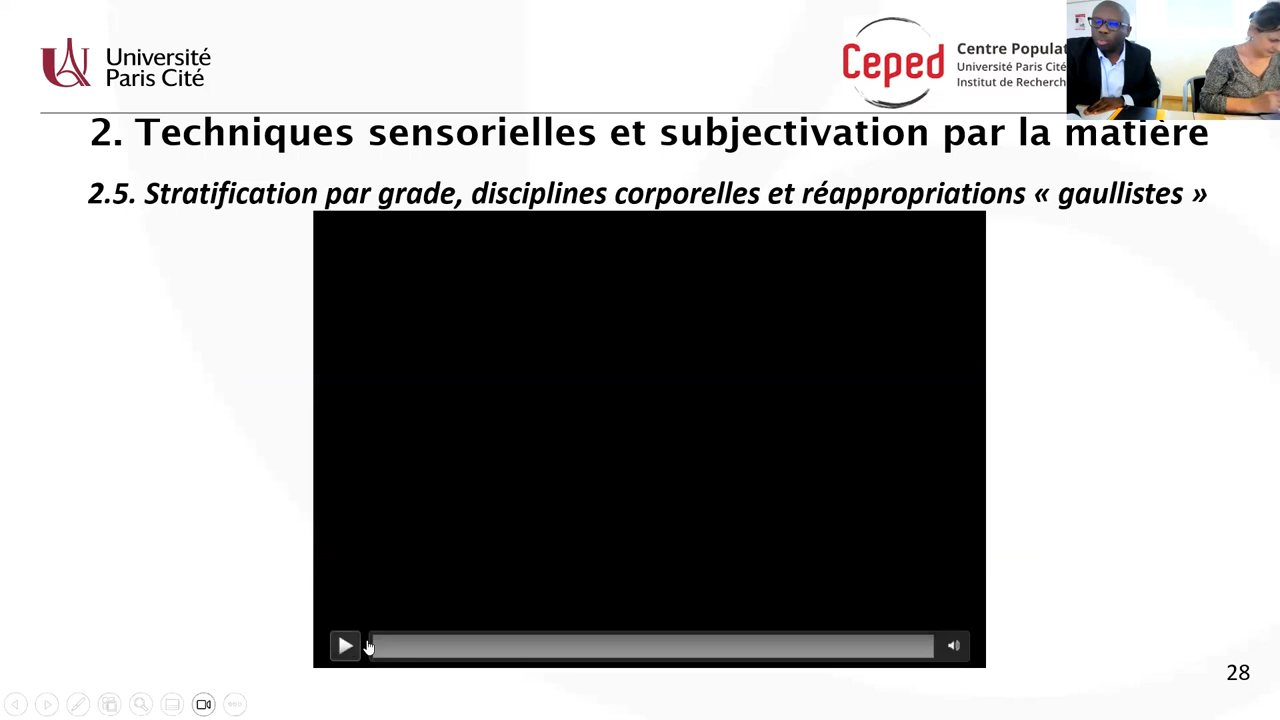 Université
Paris Cité
Ceped
Centre Populat
Université Paris Cité
Institut de Recherch
2. Techniques sensorielles et subjectivation par la matière
2.5. Stratification par grade, disciplines corporelles et réappropriations « gaullistes »
28